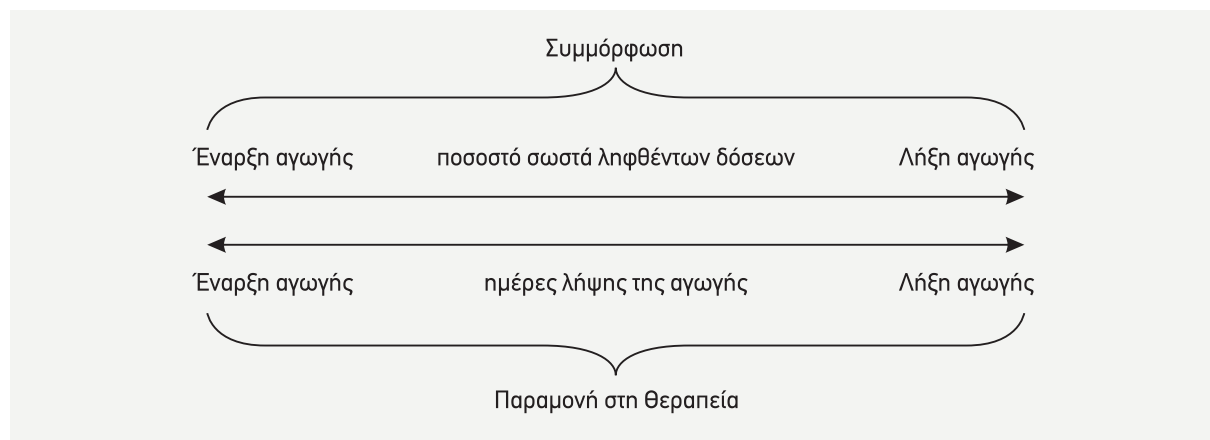 Συμμόρφωση
Έναρξη αγωγής ποσοστό σωστά ληφθέντων δόσεων Λήξη αγωγής
Έναρξη αγωγής ημέρες λήψης της αγωγής Λήξη αγωγής
Παραμονή στη θεραπεία